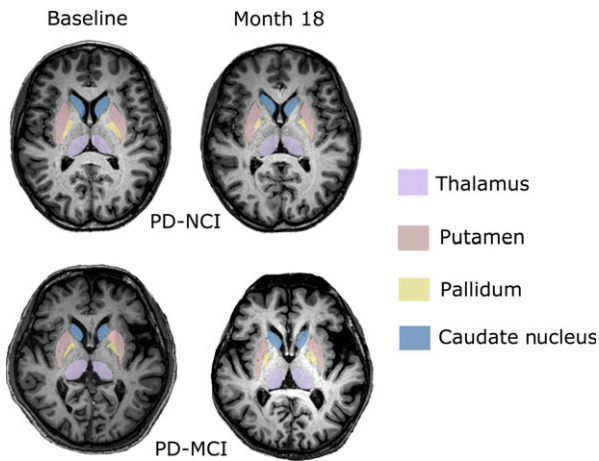 Baseline
Month 18
PD-NCI
PD-MCI
Thalamus
Putamen
Pallidum
Caudate nucleus